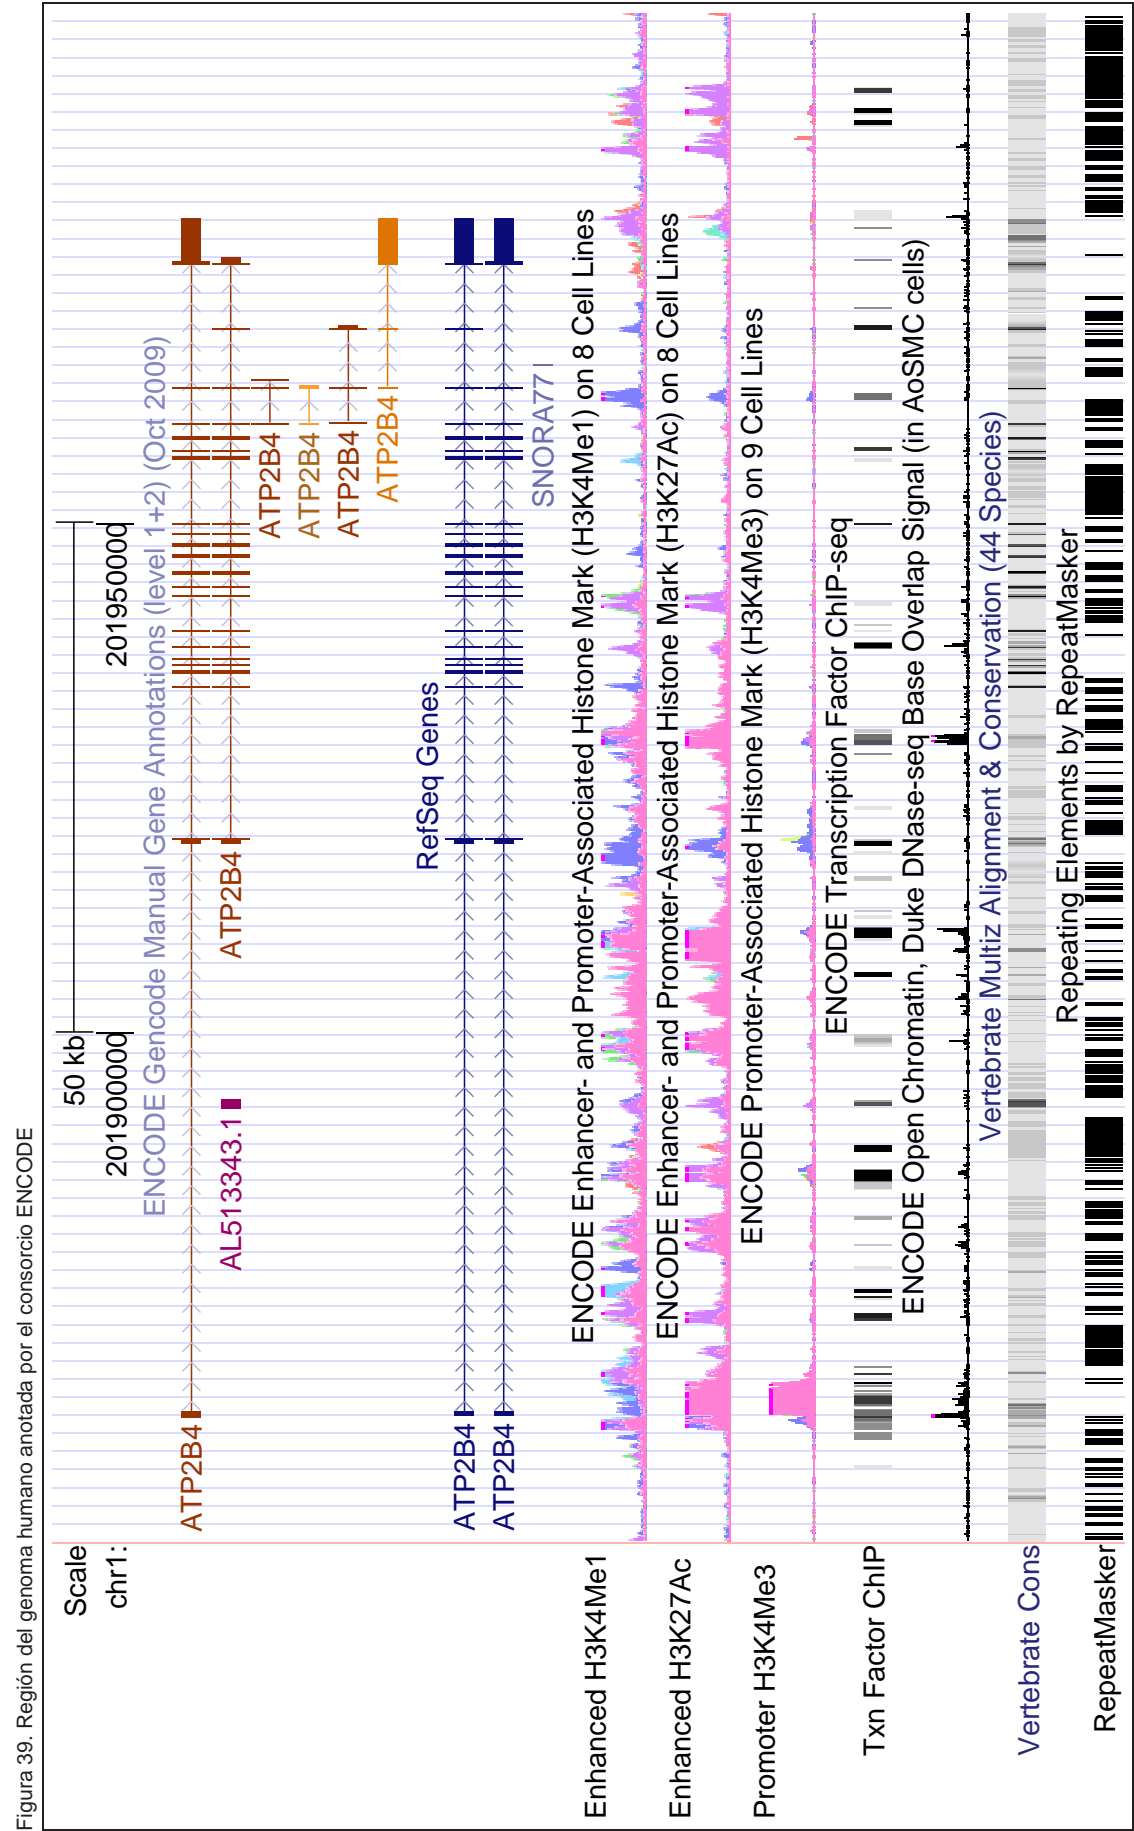 Figura 39. Región del genoma humano anotada por el consorcio ENCODE
Scale
50 kb
chr1:
201900000
201950000
ENCODE Gencode Manual Gene Annotations (level 1+2) (Oct 2009)
ATP2B4
AL513343.1
ATP2B4
ATP2B4
ATP2B4
ATP2B4
ATP2B4
RefSeq Genes
ATP2B4
ATP2B4
SNORA77
ENCODE Enhancer- and Promoter-Associated Histone Mark (H3K4Me1) on 8 Cell Lines
Enhanced H3K4Me1
ENCODE Enhancer- and Promoter-Associated Histone Mark (H3K27Ac) on 8 Cell Lines
Enhanced H3K27Ac
ENCODE Promoter-Associated Histone Mark (H3K4Me3) on 9 Cell Lines
Promoter H3K4Me3
ENCODE Transcription Factor ChIP-seq
Txn Factor ChIP
ENCODE Open Chromatin, Duke DNase-seq Base Overlap Signal (in AoSMC cells)
Vertebrate Multiz Alignment & Conservation (44 Species)
Vertebrate Cons
Repeating Elements by RepeatMasker
RepeatMasker